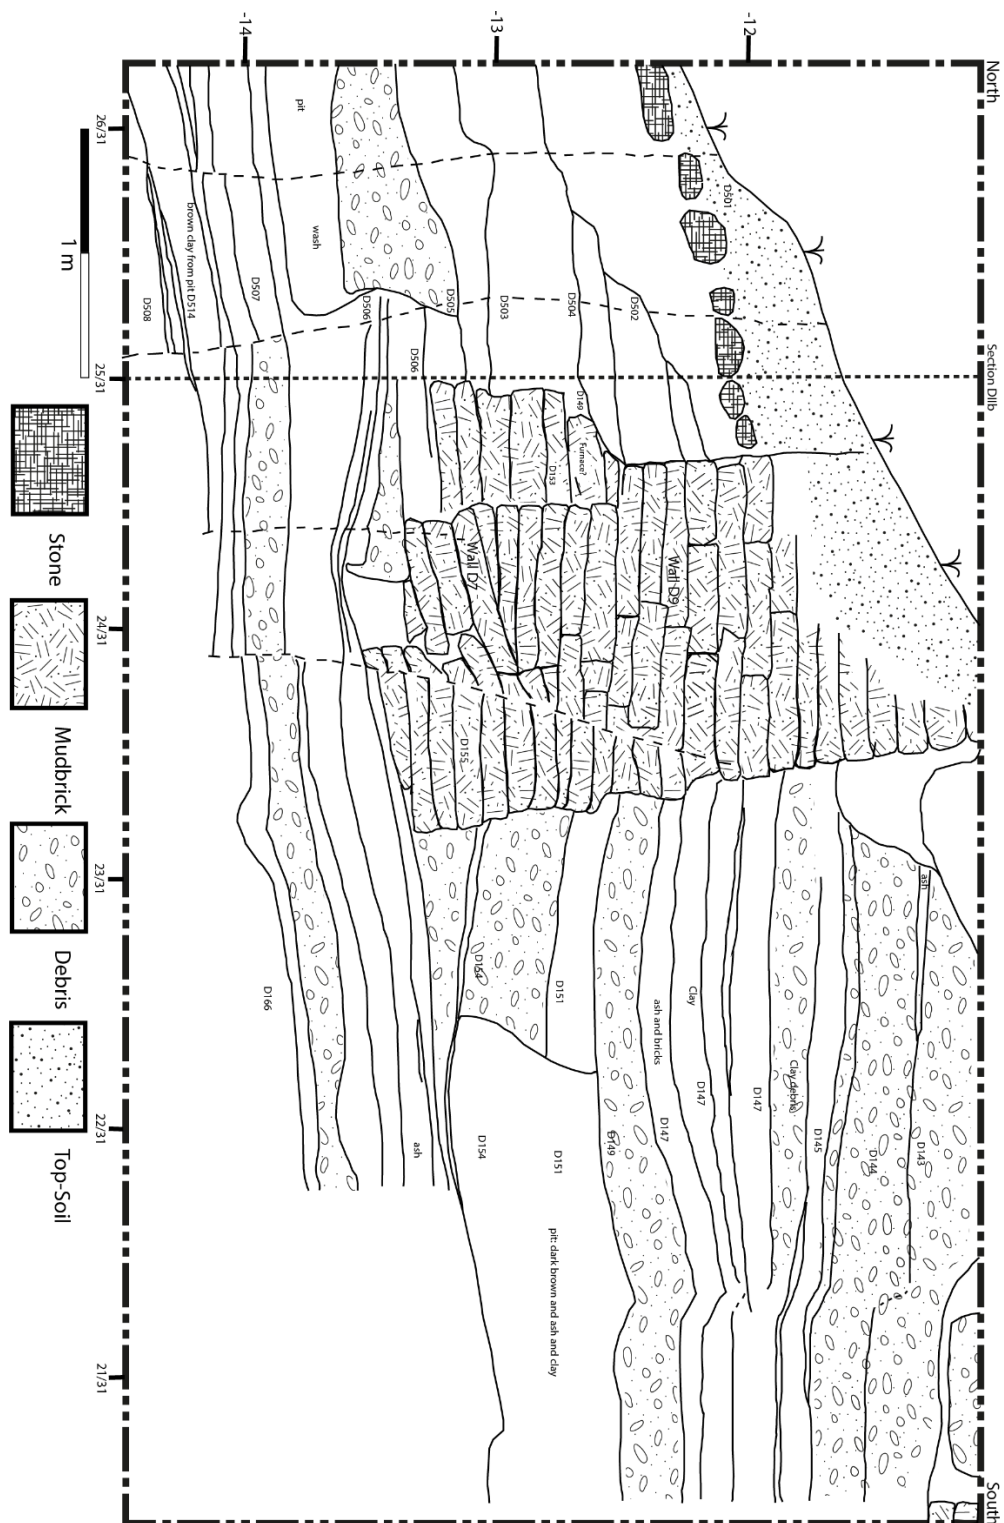 North
Section DIIb
South
-12
-13
-14
26/31
25/31
24/31
23/31
22/31
21/31
D501
D502
D504
D503
D505
D506
D506
pit
wash
D507
brown clay from pit D514
D508
D149
Furnace?
D153
Wall D9
Wall D7
D155
ash
D143
D144
D145
Clay debris
D147
Clay
D147
ash and bricks
D147
D149
D151
D151
pit: dark brown and ash and clay
D154
D154
ash
D166
1 m
Stone
Mudbrick
Debris
Top-Soil